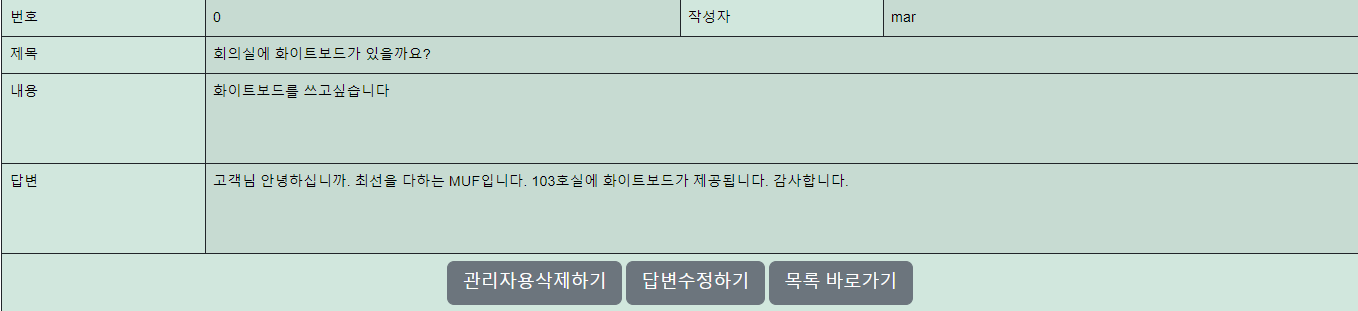 번호 0 작성자 mar
제목 회의실에 화이트보드가 있을까요?
내용 화이트보드를 쓰고싶습니다
답변 고객님 안녕하십니까. 최선을 다하는 MUF입니다. 103호실에 화이트보드가 제공됩니다. 감사합니다.
관리자용삭제하기 답변수정하기 목록 바로가기